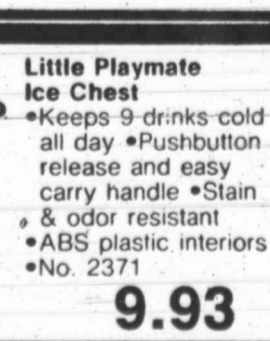 Little Playmate
Ice Chest
•Keeps 9 drinks cold
all day •Pushbutton
release and easy
carry handle •Stain
& odor resistant
•ABS plastic interiors
•No. 2371
9.93